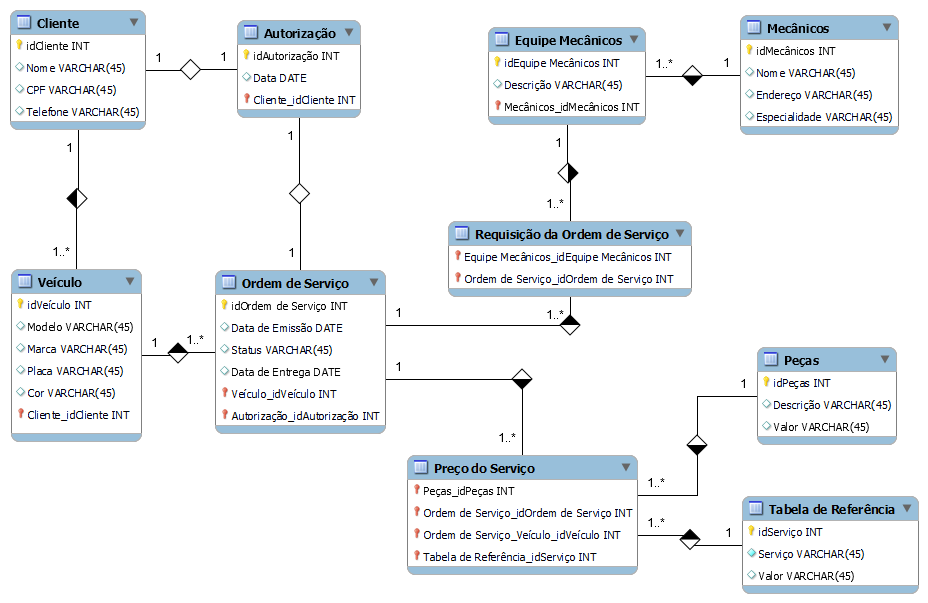 Cliente
idCliente INT
Nome VARCHAR(45)
CPF VARCHAR(45)
Telefone VARCHAR(45)
1
1
Autorização
idAutorização INT
Data DATE
Cliente_idCliente INT
Equipe Mecânicos
idEquipe Mecânicos INT
Descrição VARCHAR(45)
Mecânicos_idMecânicos INT
1..*
1
Mecânicos
idMecânicos INT
Nome VARCHAR(45)
Endereço VARCHAR(45)
Especialidade VARCHAR(45)
1
1..*
1
1
1
1..*
Requisição da Ordem de Serviço
Equipe Mecânicos_idEquipe Mecânicos INT
Ordem de Serviço_idOrdem de Serviço INT
Veículo
idVeículo INT
Modelo VARCHAR(45)
Marca VARCHAR(45)
Placa VARCHAR(45)
Cor VARCHAR(45)
Cliente_idCliente INT
1
1..*
Ordem de Serviço
idOrdem de Serviço INT
Data de Emissão DATE
Status VARCHAR(45)
Data de Entrega DATE
Veículo_idVeículo INT
Autorização_idAutorização INT
1
1..*
1
1..*
Peças
idPeças INT
Descrição VARCHAR(45)
Valor VARCHAR(45)
1
1..*
Preço do Serviço
Peças_idPeças INT
Ordem de Serviço_idOrdem de Serviço INT
Ordem de Serviço_Veículo_idVeículo INT
Tabela de Referência_idServiço INT
1..*
1
Tabela de Referência
idServiço INT
Serviço VARCHAR(45)
Valor VARCHAR(45)